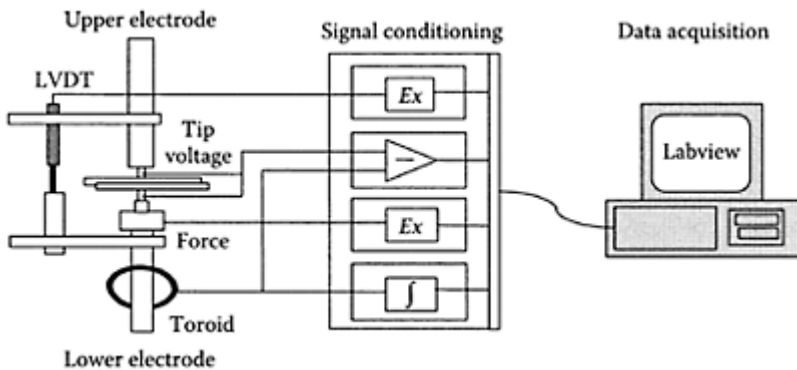 Upper electrode
Signal conditioning
Data acquisition
LVDT
Ex
Tip
voltage
−
Labview
Ex
Force
∫
Toroid
Lower electrode